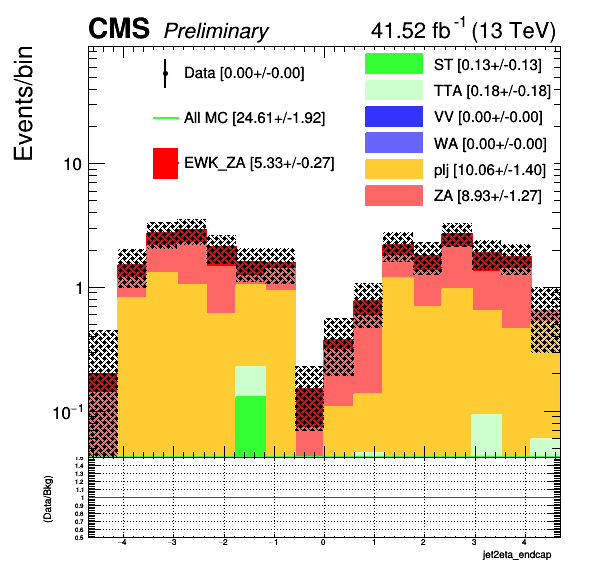 CMS Preliminary 41.52 fb⁻¹ (13 TeV)
Events/bin
Data [0.00+/-0.00]
All MC [24.61+/-1.92]
EWK_ZA [5.33+/-0.27]
ST [0.13+/-0.13]
TTA [0.18+/-0.18]
VV [0.00+/-0.00]
WA [0.00+/-0.00]
plj [10.06+/-1.40]
ZA [8.93+/-1.27]
10
1
10⁻¹
(Data/Bkg)
1.5
1.4
1.3
1.2
1.1
1
0.9
0.8
0.7
0.6
0.5
−4 −3 −2 −1 0 1 2 3 4
jet2eta_endcap